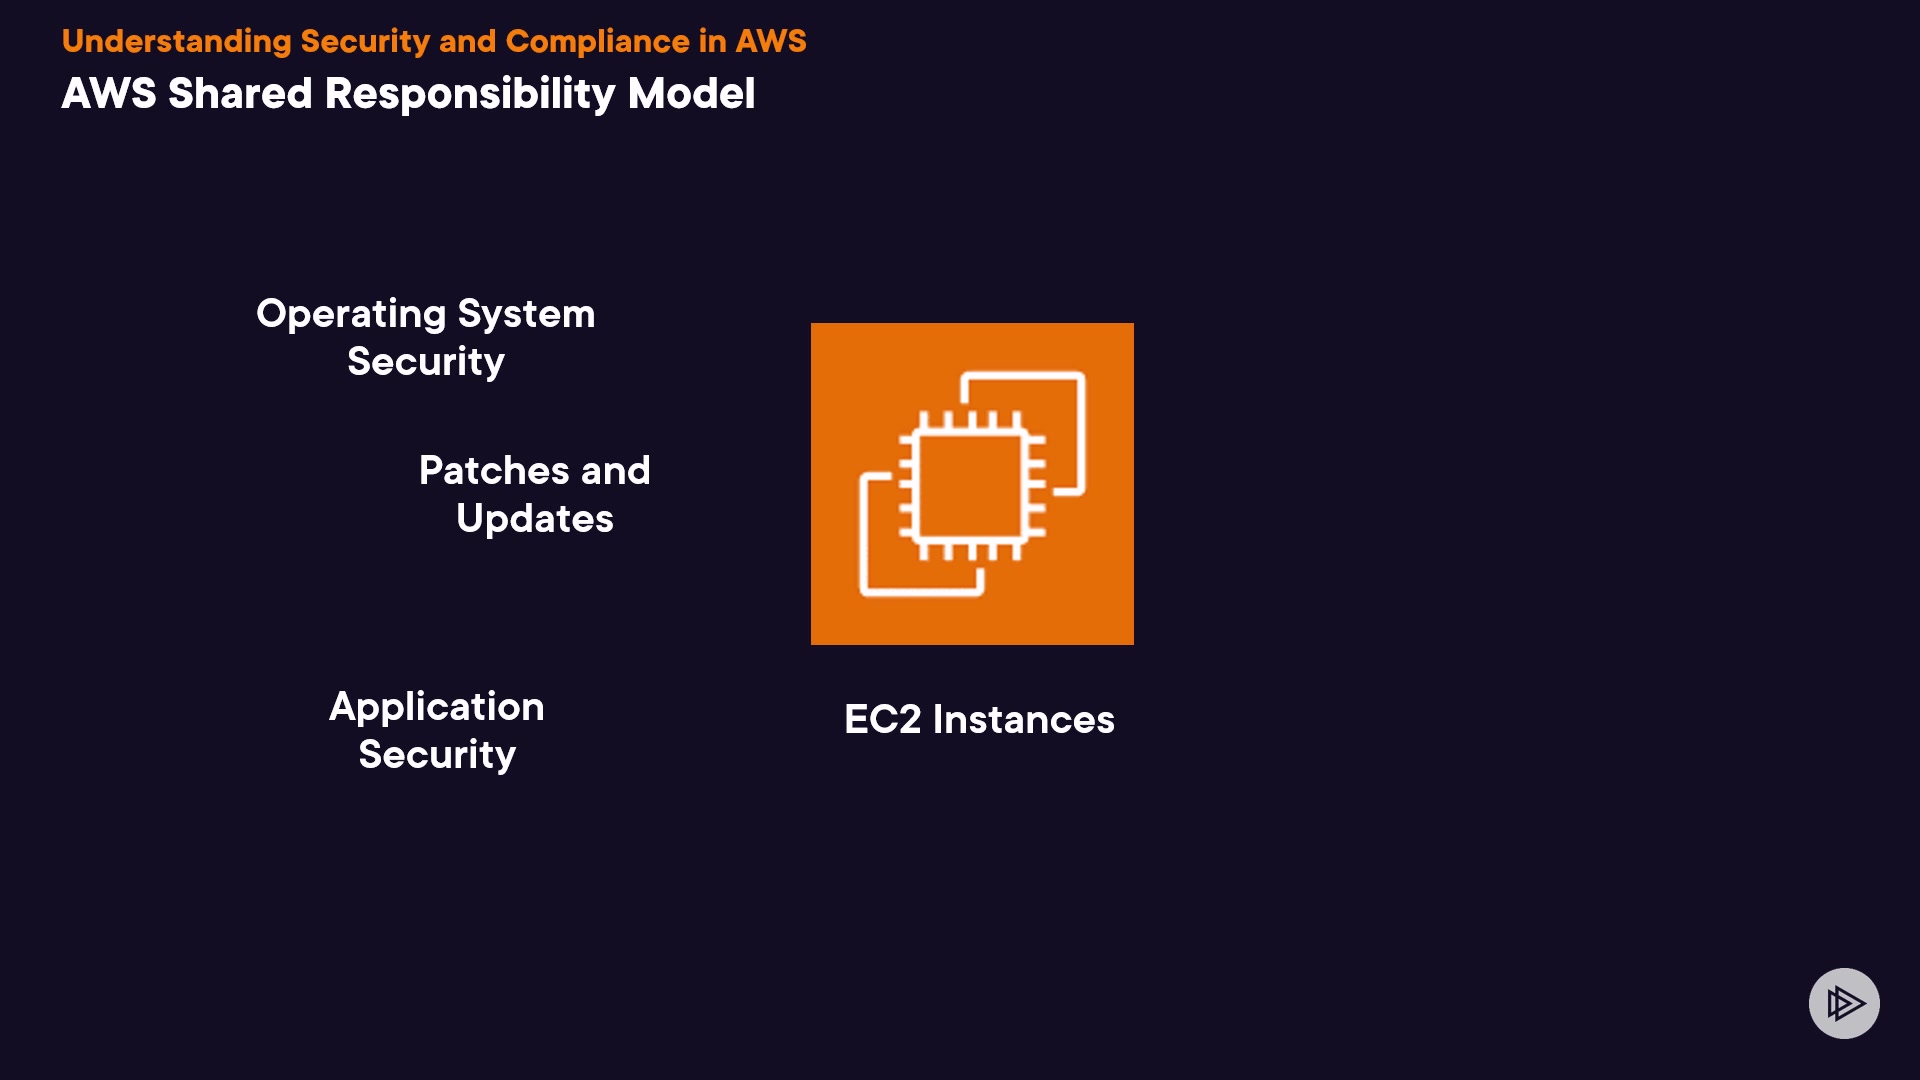 Understanding Security and Compliance in AWS
AWS Shared Responsibility Model
Operating System
Security
Patches and
Updates
Application
Security
EC2 Instances